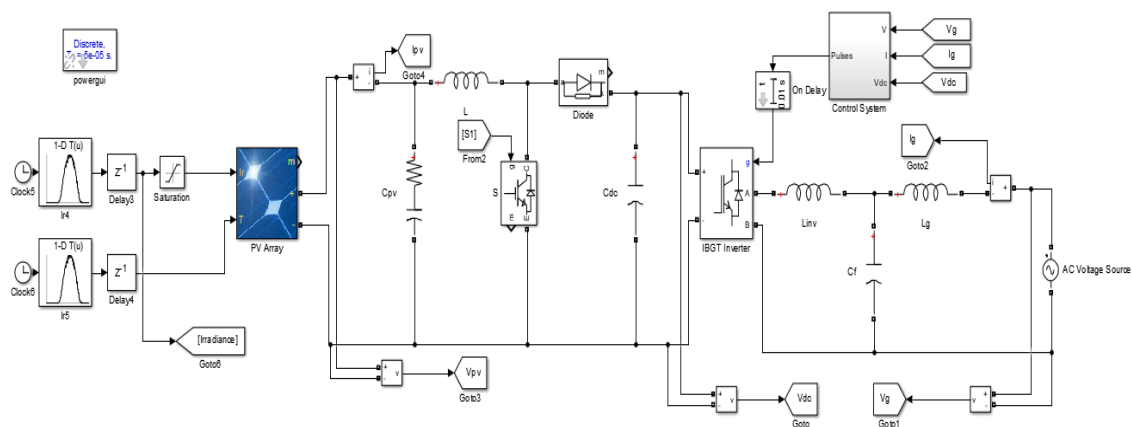 Discrete,
powergui
Clock5
1-D T(u)
Ir4
Z-1
Delay3
Saturation
Clock6
1-D T(u)
Ir5
Z-1
Delay4
[Irradiance]
Goto6
Ir
T
m
+
-
PV Array
i
+
-
Ipv
Goto4
L
Cpv
[S1]
From2
S
g
C
m
E
a
k
m
Diode
Cdc
+
-
v
Vpv
Goto3
g
+
-
A
B
IBGT Inverter
Pulses
V
I
Vdc
Control System
Vg
Ig
Vdc
t
0.01 s
On Delay
Linv
Cf
Lg
Ig
Goto2
i
+
-
AC Voltage Source
+
-
v
Vdc
Goto
+
-
v
Vg
Goto1